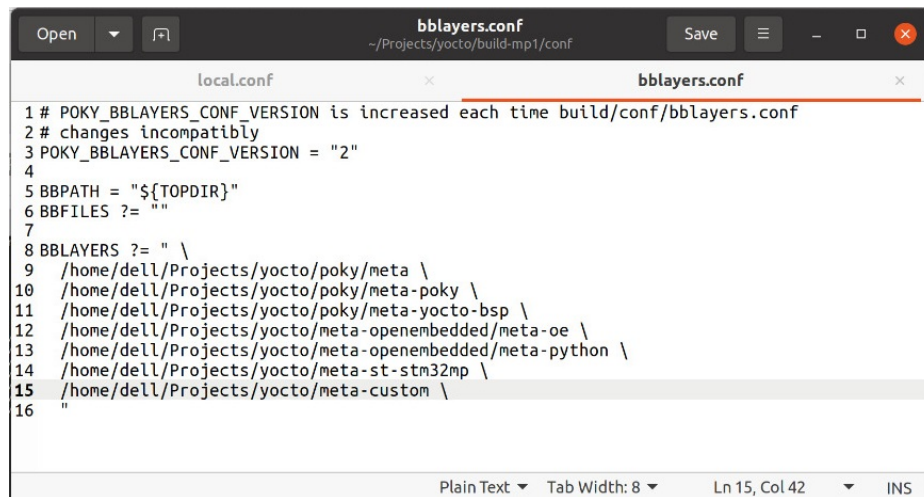 Open
bblayers.conf
~/Projects/yocto/build-mp1/conf
Save
local.conf
bblayers.conf
1 # POKY_BBLAYERS_CONF_VERSION is increased each time build/conf/bblayers.conf
2 # changes incompatibly
3 POKY_BBLAYERS_CONF_VERSION = "2"
4
5 BBPATH = "${TOPDIR}"
6 BBFILES ?= ""
7
8 BBLAYERS ?= " \
9   /home/dell/Projects/yocto/poky/meta \
10   /home/dell/Projects/yocto/poky/meta-poky \
11   /home/dell/Projects/yocto/poky/meta-yocto-bsp \
12   /home/dell/Projects/yocto/meta-openembedded/meta-oe \
13   /home/dell/Projects/yocto/meta-openembedded/meta-python \
14   /home/dell/Projects/yocto/meta-st-stm32mp \
15   /home/dell/Projects/yocto/meta-custom \
16   "
Plain Text
Tab Width: 8
Ln 15, Col 42
INS